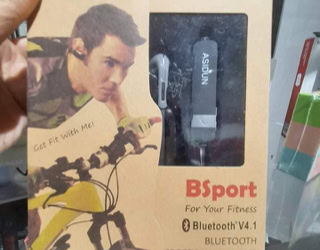 ASIDUN
Get Fit With Me!
BSport
For Your Fitness
Bluetooth V4.1
BLUETOOTH